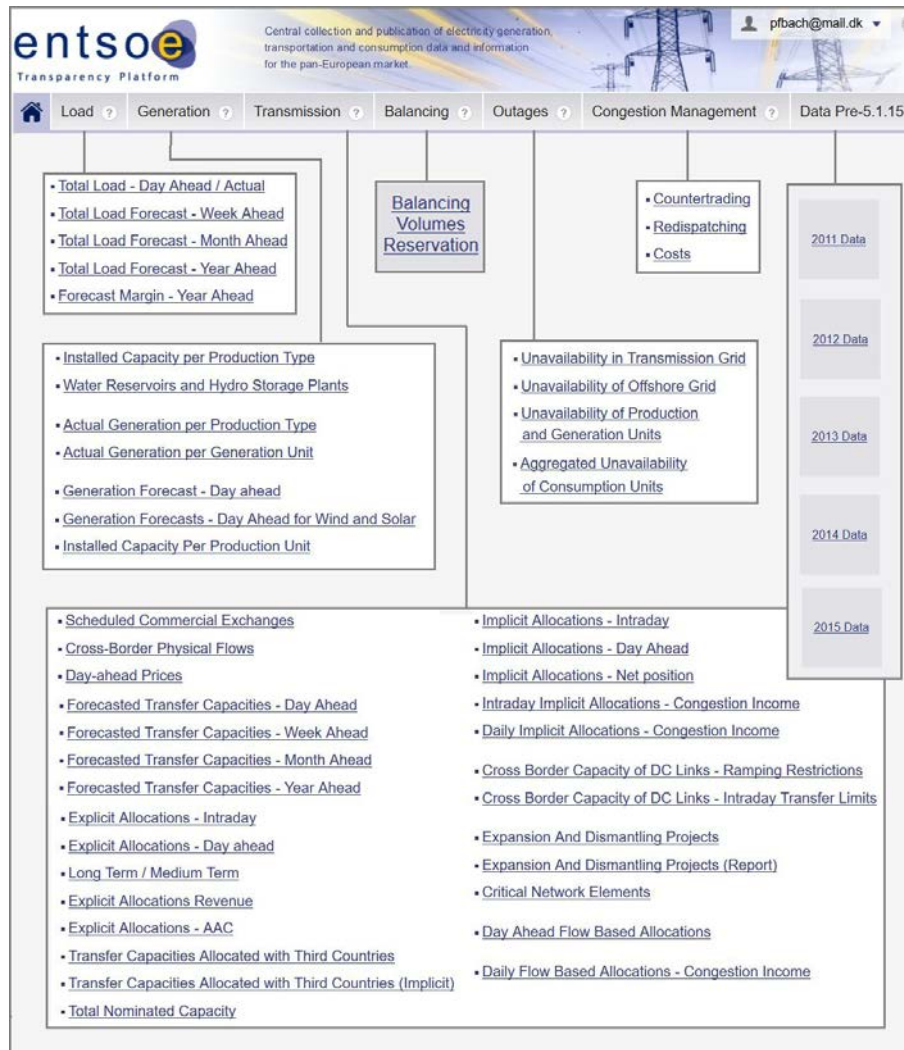 entsoe
Transparency Platform
Central collection and publication of electricity generation,
transportation and consumption data and information
for the pan-European market.
pfbach@mail.dk
Load ?
Generation ?
Transmission ?
Balancing ?
Outages ?
Congestion Management ?
Data Pre-5.1.15
Total Load - Day Ahead / Actual
Total Load Forecast - Week Ahead
Total Load Forecast - Month Ahead
Total Load Forecast - Year Ahead
Forecast Margin - Year Ahead
Balancing
Volumes
Reservation
Countertrading
Redispatching
Costs
2011 Data
2012 Data
2013 Data
2014 Data
2015 Data
Installed Capacity per Production Type
Water Reservoirs and Hydro Storage Plants
Actual Generation per Production Type
Actual Generation per Generation Unit
Generation Forecast - Day ahead
Generation Forecasts - Day Ahead for Wind and Solar
Installed Capacity Per Production Unit
Unavailability in Transmission Grid
Unavailability of Offshore Grid
Unavailability of Production
and Generation Units
Aggregated Unavailability
of Consumption Units
Scheduled Commercial Exchanges
Cross-Border Physical Flows
Day-ahead Prices
Forecasted Transfer Capacities - Day Ahead
Forecasted Transfer Capacities - Week Ahead
Forecasted Transfer Capacities - Month Ahead
Forecasted Transfer Capacities - Year Ahead
Explicit Allocations - Intraday
Explicit Allocations - Day ahead
Long Term / Medium Term
Explicit Allocations Revenue
Explicit Allocations - AAC
Transfer Capacities Allocated with Third Countries
Transfer Capacities Allocated with Third Countries (Implicit)
Total Nominated Capacity
Implicit Allocations - Intraday
Implicit Allocations - Day Ahead
Implicit Allocations - Net position
Intraday Implicit Allocations - Congestion Income
Daily Implicit Allocations - Congestion Income
Cross Border Capacity of DC Links - Ramping Restrictions
Cross Border Capacity of DC Links - Intraday Transfer Limits
Expansion And Dismantling Projects
Expansion And Dismantling Projects (Report)
Critical Network Elements
Day Ahead Flow Based Allocations
Daily Flow Based Allocations - Congestion Income